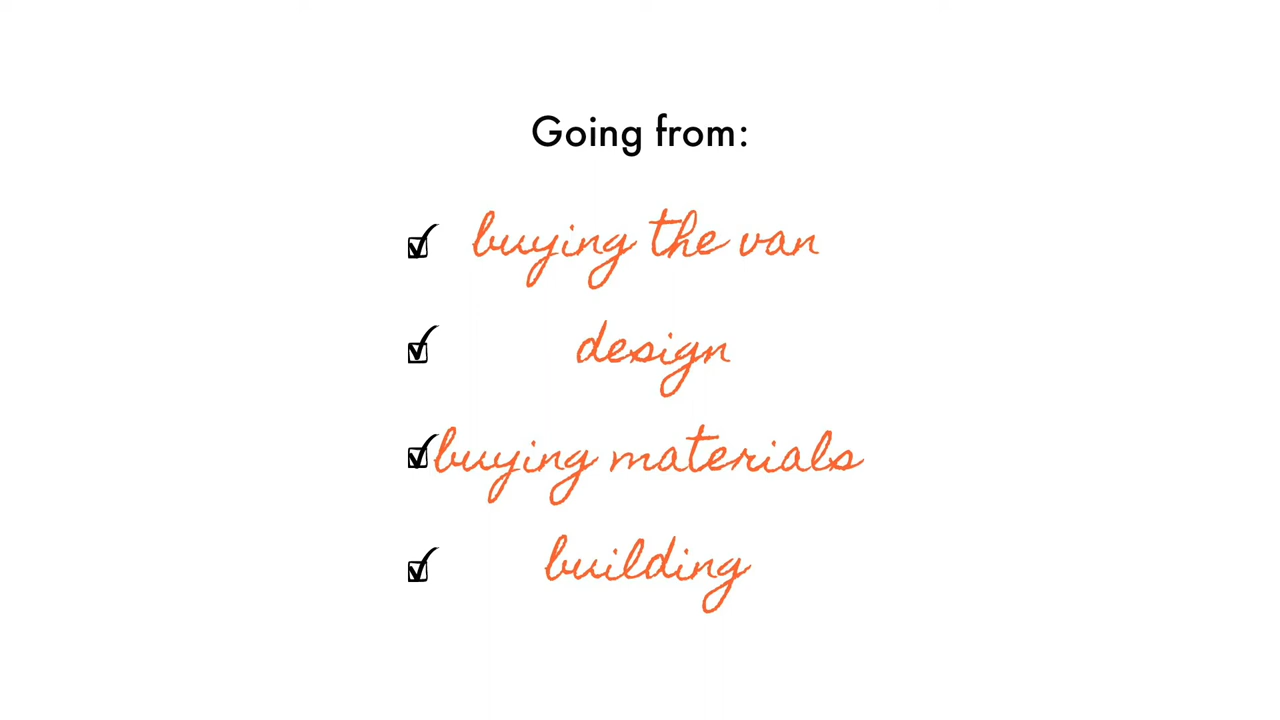 Going from:
buying the van
design
buying materials
building